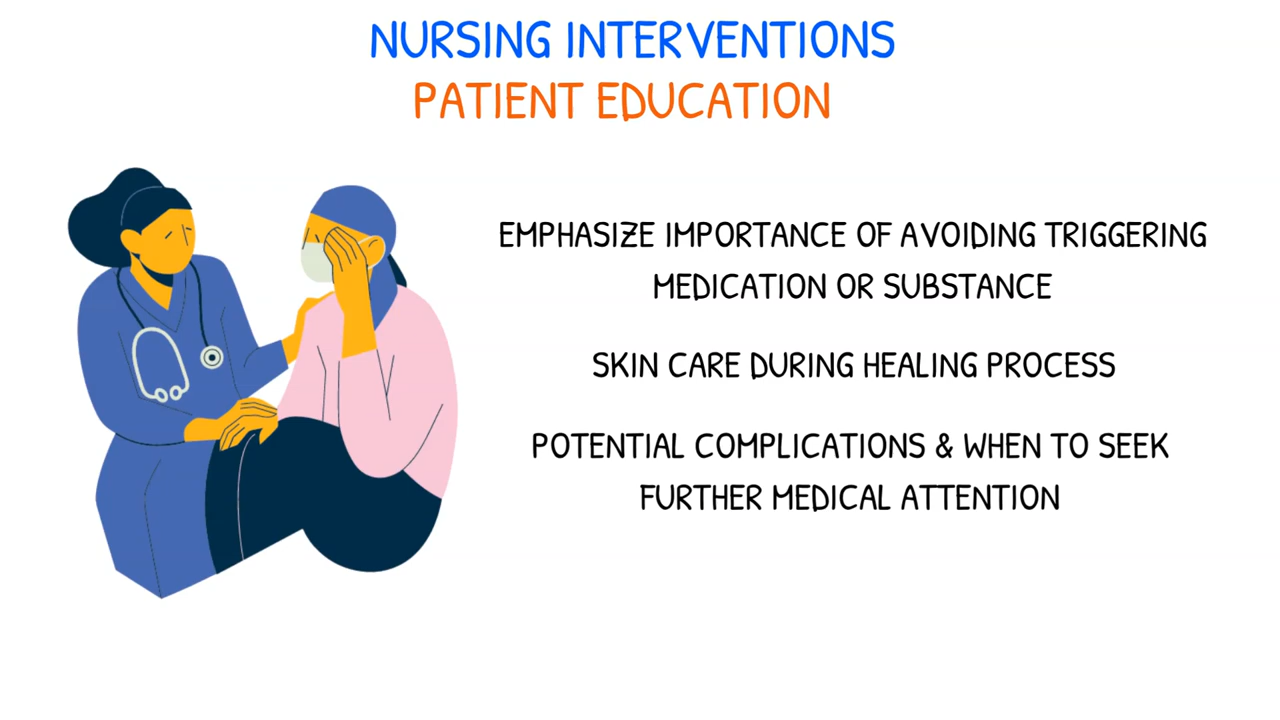 NURSING INTERVENTIONS
PATIENT EDUCATION
EMPHASIZE IMPORTANCE OF AVOIDING TRIGGERING
MEDICATION OR SUBSTANCE
SKIN CARE DURING HEALING PROCESS
POTENTIAL COMPLICATIONS & WHEN TO SEEK
FURTHER MEDICAL ATTENTION